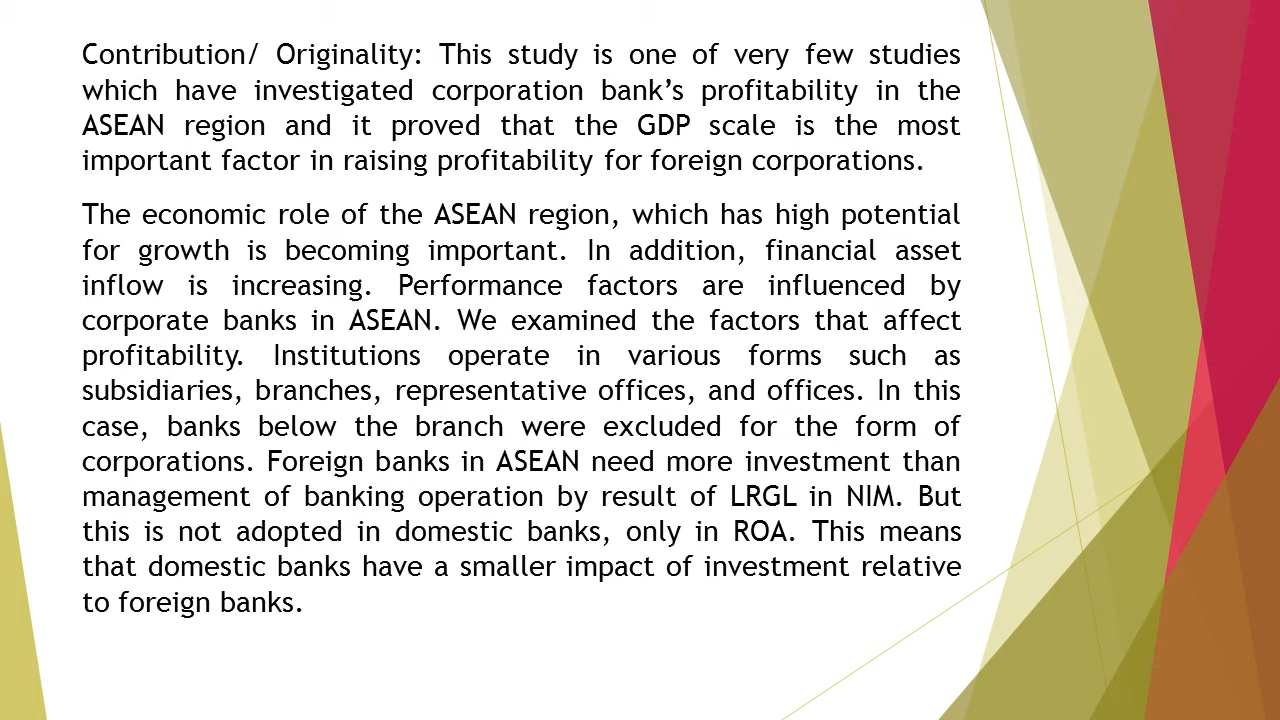 Contribution/ Originality: This study is one of very few studies
which have investigated corporation bank’s profitability in the
ASEAN region and it proved that the GDP scale is the most
important factor in raising profitability for foreign corporations.
The economic role of the ASEAN region, which has high potential
for growth is becoming important. In addition, financial asset
inflow is increasing. Performance factors are influenced by
corporate banks in ASEAN. We examined the factors that affect
profitability. Institutions operate in various forms such as
subsidiaries, branches, representative offices, and offices. In this
case, banks below the branch were excluded for the form of
corporations. Foreign banks in ASEAN need more investment than
management of banking operation by result of LRGL in NIM. But
this is not adopted in domestic banks, only in ROA. This means
that domestic banks have a smaller impact of investment relative
to foreign banks.